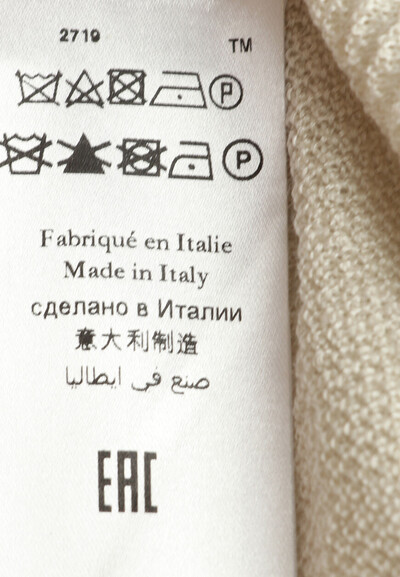 2719
TM
P
P
Fabriqué en Italie
Made in Italy
сделано в Италии
意大利制造
صنع في ايطاليا
EAC